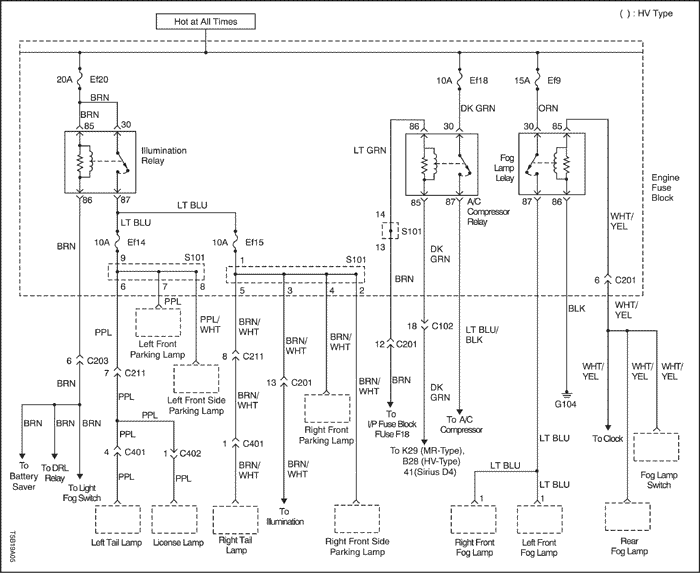 ( ) : HV Type
Hot at All Times
20A Ef20
10A Ef18
15A Ef9
BRN
BRN
BRN
DK GRN
ORN
85 30
86
30
30
85
LT GRN
Illumination
Relay
Fog
Lamp
Lelay
Engine
Fuse
Block
86 87
85
87
A/C
Compressor
Relay
87
86
LT BLU
LT BLU
14
S101
13
WHT/
YEL
BRN
10A Ef14
10A Ef15
DK
GRN
9
S101
1
S101
BRN
6 C201
6
7
8
5
3
4
2
PPL
BLK
WHT/
YEL
PPL
PPL/
WHT
BRN/
WHT
BRN/
WHT
18 C102
LT BLU/
BLK
Left Front
Parking Lamp
12 C201
6 C203
8 C211
BRN/
WHT
BRN/
WHT
WHT/
YEL
WHT/
YEL
WHT/
YEL
7 C211
13 C201
BRN
BRN
DK
GRN
Left Front Side
Parking Lamp
BRN/
WHT
G104
PPL
To
I/P Fuse Block
FUse F18
To A/C
Compressor
BRN
BRN
BRN
PPL
PPL
Right Front
Parking Lamp
LT BLU
To Clock
4 C401
1 C402
1 C401
To
Battery
Saver
To DRL
Relay
To Light
Fog Switch
To K29 (MR-Type),
B28 (HV-Type)
41(Sirius D4)
LT BLU
Fog Lamp
Switch
PPL
PPL
BRN/
WHT
BRN/
WHT
LT BLU
1
1
To
Illumination
Left Tail Lamp
License Lamp
Right Tail
Lamp
Right Front Side
Parking Lamp
Right Front
Fog Lamp
Left Front
Fog Lamp
Rear
Fog Lamp
T5B19A05